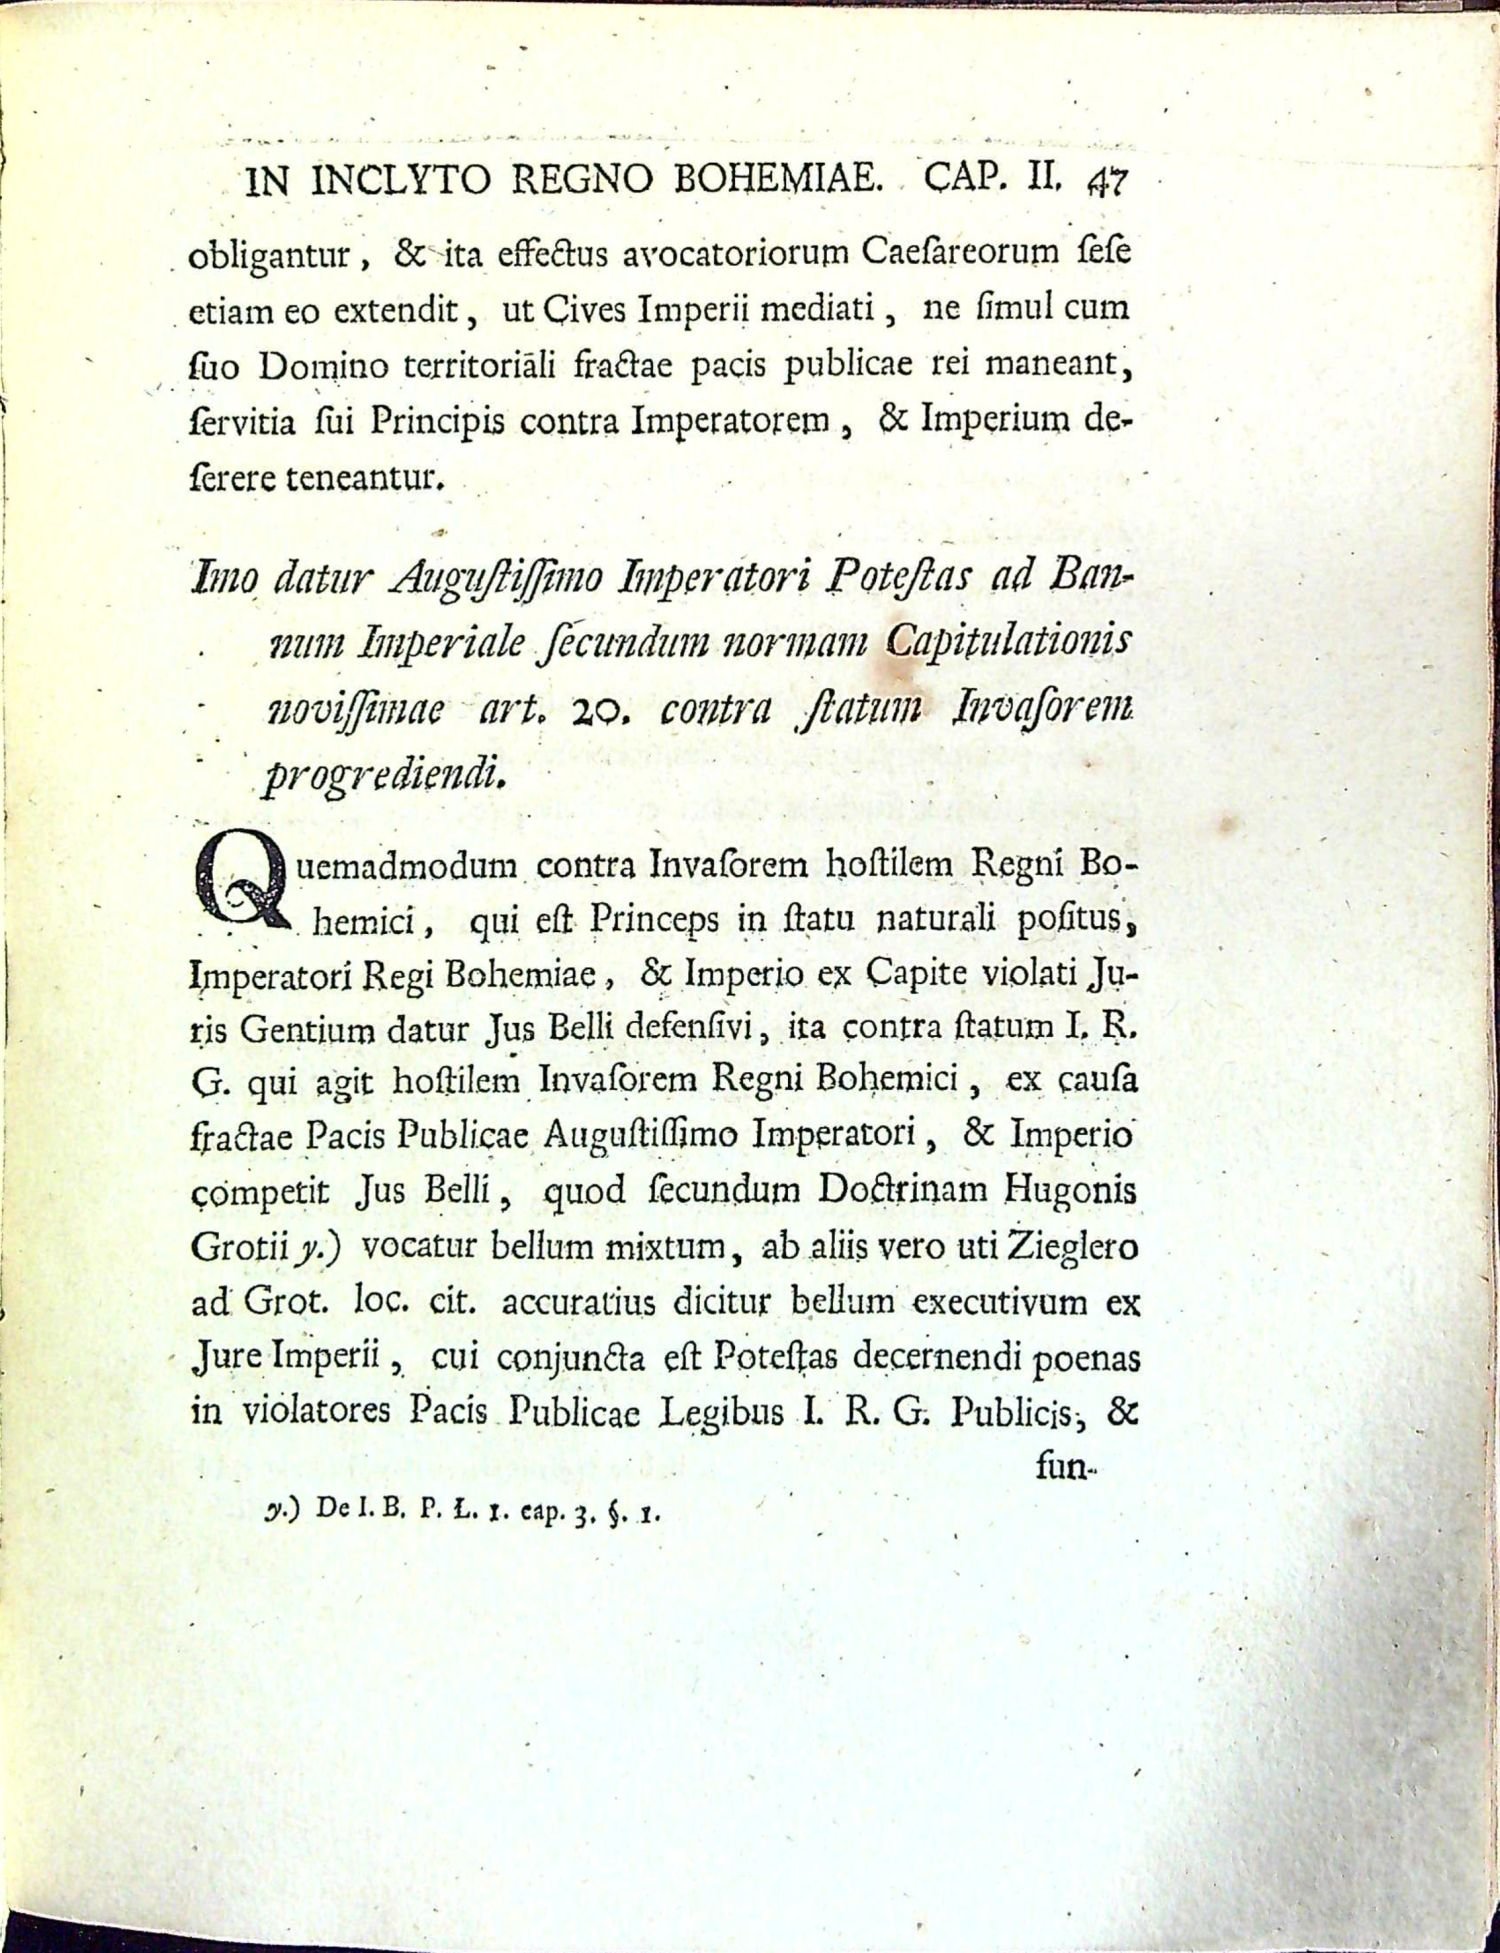 IN INCLYTO REGNO BOHEMIAE. CAP. II. 47
obligantur, & ita effectus avocatoriorum Caeſareorum ſeſe
etiam eo extendit, ut Cives Imperii mediati, ne ſimul cum
ſuo Domino territoriāli fractae pacis publicae rei maneant,
ſervitia ſui Principis contra Imperatorem, & Imperium de-
ſerere teneantur.
Imo datur Auguſtiſſimo Imperatori Poteſtas ad Ban-
num Imperiale ſecundum normam Capitulationis
noviſſimae art. 20. contra ſtatum Invaſorem
progrediendi.
Quemadmodum contra Invaſorem hoſtilem Regni Bo-
hemici, qui eſt Princeps in ſtatu naturali poſitus,
Imperatori Regi Bohemiae, & Imperio ex Capite violati Ju-
ris Gentium datur Jus Belli defenſivi, ita contra ſtatum I. R.
G. qui agit hoſtilem Invaſorem Regni Bohemici, ex cauſa
fractae Pacis Publicae Auguſtiſſimo Imperatori, & Imperio
competit Jus Belli, quod ſecundum Doctrinam Hugonis
Grotii y.) vocatur bellum mixtum, ab aliis vero uti Zieglero
ad Grot. loc. cit. accuratius dicitur bellum executivum ex
Jure Imperii, cui conjuncta eſt Poteſtas decernendi poenas
in violatores Pacis Publicae Legibus I. R. G. Publicis, &
fun-
y.) De I. B. P. L. 1. cap. 3. §. 1.